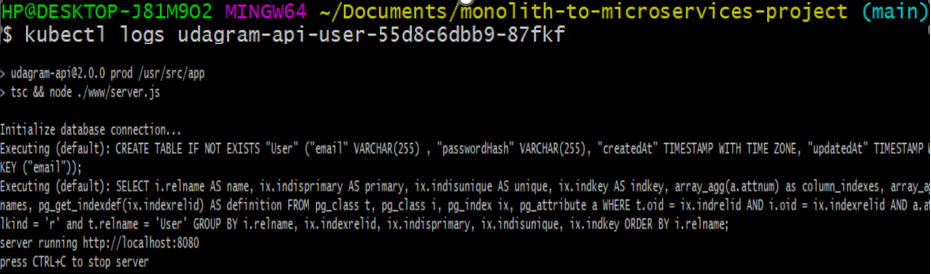 HP@DESKTOP-J81M9O2 MINGW64 ~/Documents/monolith-to-microservices-project (main)
$ kubectl logs udagram-api-user-55d8c6dbb9-87fkf
> udagram-api@2.0.0 prod /usr/src/app
> tsc && node ./www/server.js
Initialize database connection...
Executing (default): CREATE TABLE IF NOT EXISTS "User" ("email" VARCHAR(255) , "passwordHash" VARCHAR(255), "createdAt" TIMESTAMP WITH TIME ZONE, "updatedAt" TIMESTAMP W
KEY ("email"));
Executing (default): SELECT i.relname AS name, ix.indisprimary AS primary, ix.indisunique AS unique, ix.indkey AS indkey, array_agg(a.attnum) as column_indexes, array_ag
names, pg_get_indexdef(ix.indexrelid) AS definition FROM pg_class t, pg_class i, pg_index ix, pg_attribute a WHERE t.oid = ix.indrelid AND i.oid = ix.indexrelid AND a.at
lkind = 'r' and t.relname = 'User' GROUP BY i.relname, ix.indexrelid, ix.indisprimary, ix.indisunique, ix.indkey ORDER BY i.relname;
server running http://localhost:8080
press CTRL+C to stop server